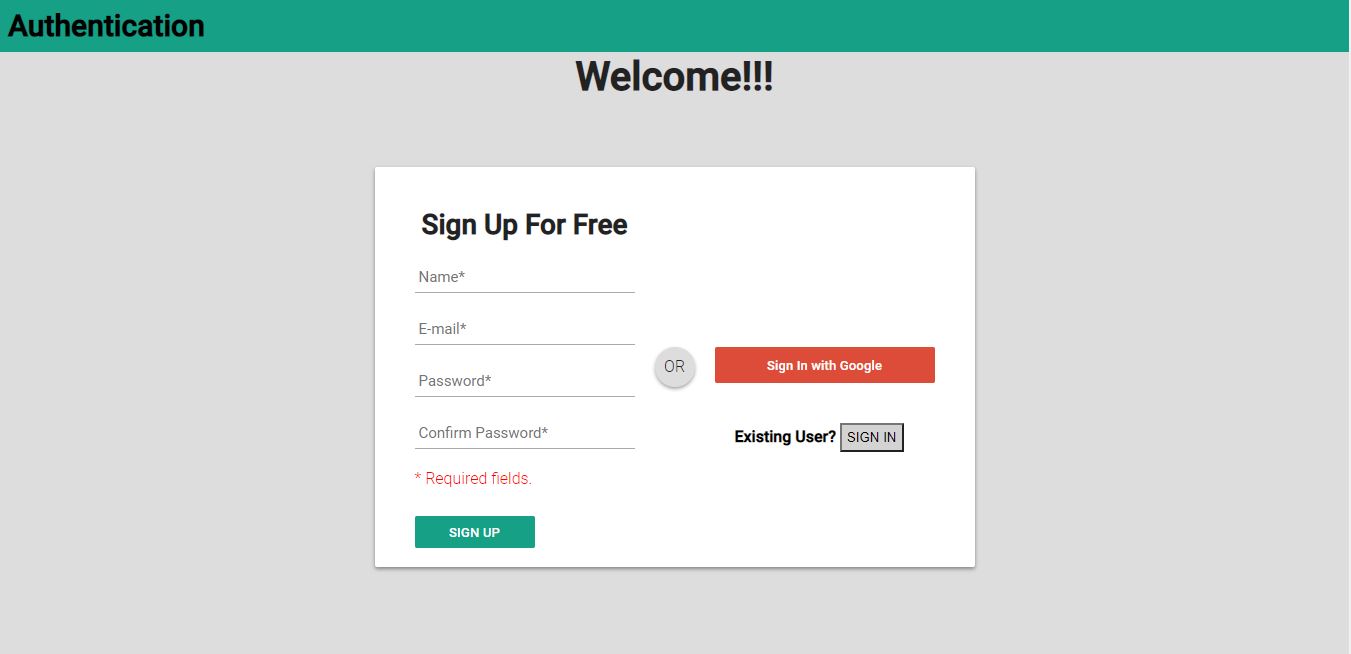 Authentication
Welcome!!!
Sign Up For Free
Name*
E-mail*
Password*
Confirm Password*
* Required fields.
SIGN UP
OR
Sign In with Google
Existing User? SIGN IN